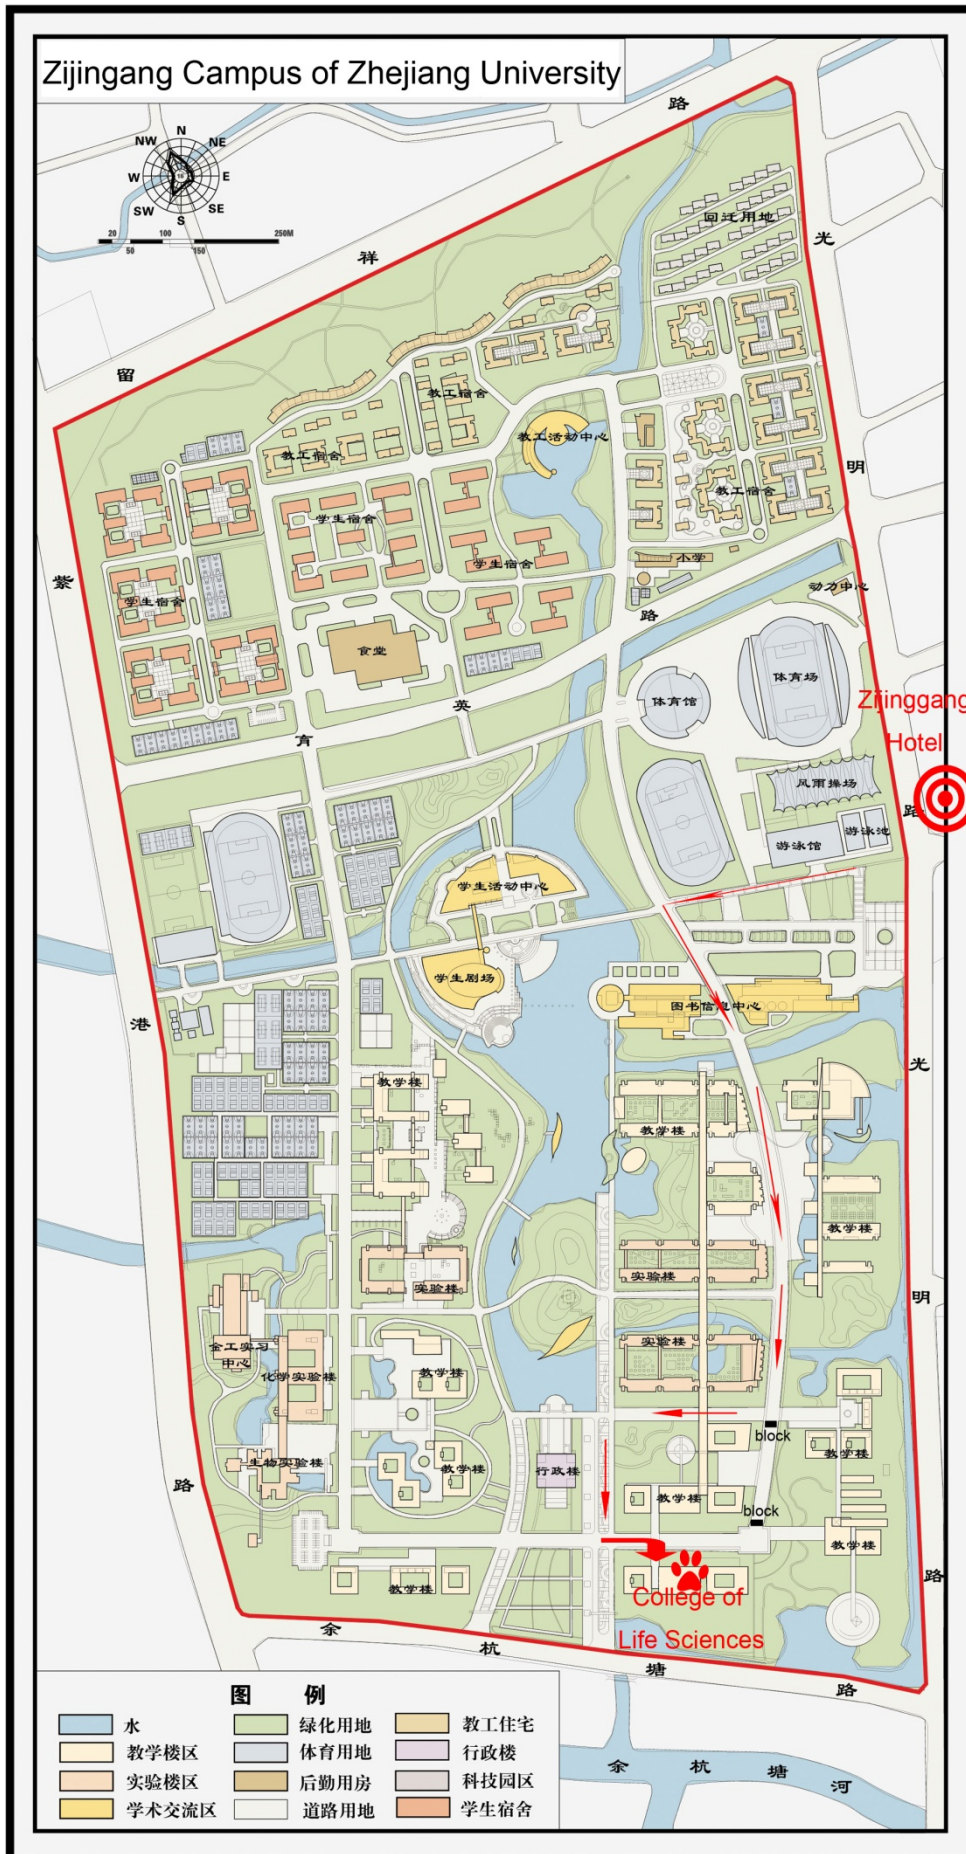 Zijingang Campus of Zhejiang University
N
NW
NE
W
E
SW
SE
S
20
100
250M
50
150
路
祥
留
回迁用地
光
教工宿舍
教工活动中心
教工宿舍
明
教工宿舍
学生宿舍
学生宿舍
小学
紫
学生宿舍
动力中心
路
食堂
体育馆
体育场
英
Zijinggang
Hotel
育
风雨操场
路
游泳馆
游泳池
学生活动中心
学生剧场
图书信息中心
港
光
教学楼
教学楼
教学楼
实验楼
实验楼
明
金工实习
中心
化学实验楼
教学楼
实验楼
block
教学楼
生物实验楼
教学楼
行政楼
教学楼
路
block
教学楼
教学楼
路
College of
Life Sciences
余
杭
塘
路
图 例
水
绿化用地
教工住宅
教学楼区
体育用地
行政楼
实验楼区
后勤用房
科技园区
学术交流区
道路用地
学生宿舍
余 杭 塘 河